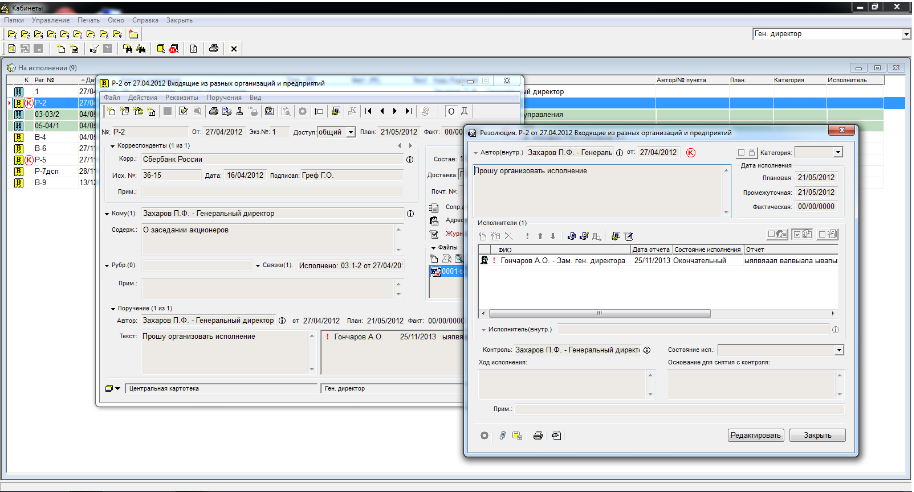 Кабинеты
Папки Управление Печать Окно Справка Закрыть
Ген. директор
На исполнении (9)
К Рег. №
Автор/№ пункта План Категория Исполнитель
1 27/0
Р-2 27/0
03-03/2 04/0
05-04/1 04/0
В-4 04/0
В-6 27/1
Р-5 27/1
Р-7дсп 28/1
В-9 13/1
й директор
управления
Р-2 от 27.04.2012 Входящие из разных организаций и предприятий
Файл Действия Реквизиты Поручения Вид
№: Р-2 От: 27/04/2012 Экз.№: 1 Доступ общий План: 21/05/2012 Факт: 00/00/0
Корреспонденты (1 из 1)
Корр.: Сбербанк России
Исх. №: 36-15 Дата: 16/04/2012 Подписал: Греф Г.О.
Прим.:
Состав: 1
Доставка:
Почт. №:
Кому(1): Захаров П.Ф. - Генеральный директор
Содерж.: О заседании акционеров
Сопр.
Адрес
Журн
Файлы
0001-
Рубр.(0) Связки(1): Исполнено: 03.1-2 от 27/04/20
Прим.:
Поручение (1 из 1)
Автор: Захаров П.Ф. - Генеральный директор от 27/04/2012 План: 21/05/2012 Факт: 00/00/0000
Текст: Прошу организовать исполнение
! Гончаров А.О. 25/11/2013 ыяпв
Центральная картотека Ген. директор
Резолюция. Р-2 от 27.04.2012 Входящие из разных организаций и предприятий
Автор(внутр.) Захаров П.Ф. - Генераль от: 27/04/2012 Категория:
Прошу организовать исполнение
Дата исполнения
Плановая: 21/05/2012
Промежуточная: 21/05/2012
Фактическая: 00/00/0000
Исполнители (1)
ФИО Дата отчета Состояние исполнения Отчет
! Гончаров А.О. - Зам. ген. директора 25/11/2013 Окончательный ыяпвяаап валвыапа ывапы
Исполнитель(внутр.)
Контроль: Захаров П.Ф. - Генеральный директ Состояние исп.:
Ход исполнения: Основание для снятия с контроля:
Прим.:
Редактировать Закрыть